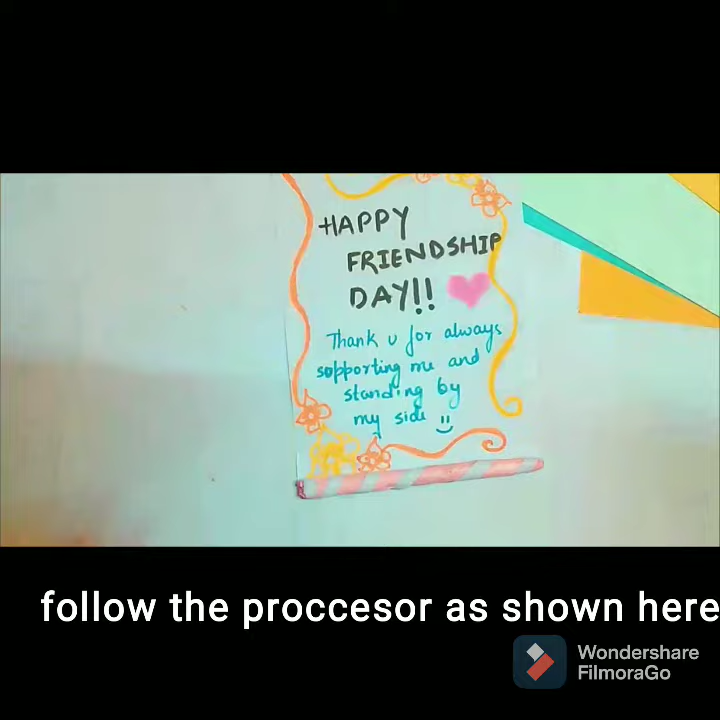 HAPPY
FRIENDSHIP
DAY!!
Thank u for always
supporting me and
standing by
my side
follow the proccesor as shown here
Wondershare
FilmoraGo